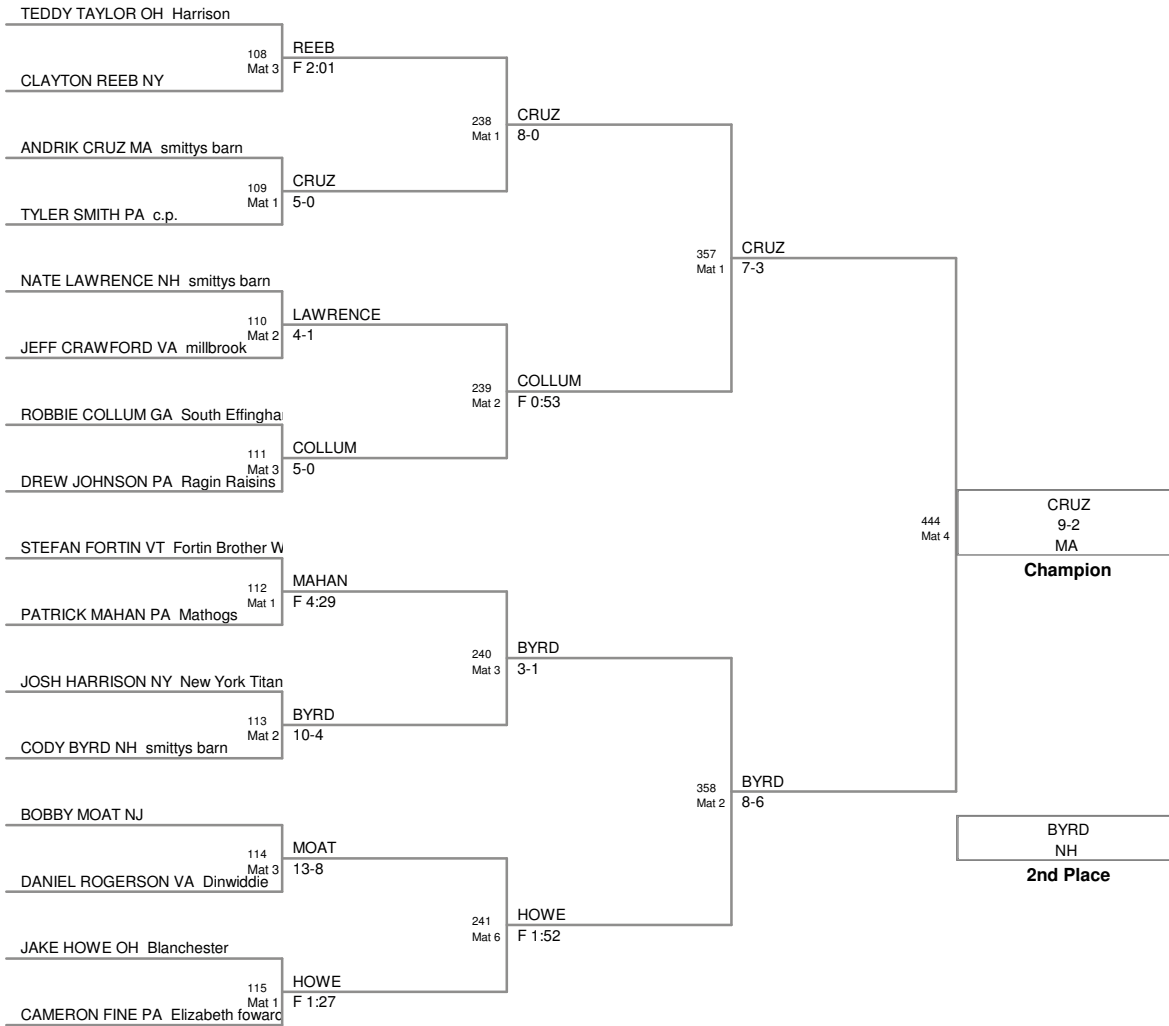 TEDDY TAYLOR OH Harrison
108
Mat 3
REEB
F 2:01
CLAYTON REEB NY
238
Mat 1
CRUZ
8-0
ANDRIK CRUZ MA smittys barn
109
Mat 1
CRUZ
5-0
TYLER SMITH PA c.p.
357
Mat 1
CRUZ
7-3
NATE LAWRENCE NH smittys barn
110
Mat 2
LAWRENCE
4-1
JEFF CRAWFORD VA millbrook
239
Mat 2
COLLUM
F 0:53
ROBBIE COLLUM GA South Effingha
111
Mat 3
COLLUM
5-0
DREW JOHNSON PA Ragin Raisins
444
Mat 4
CRUZ
9-2
MA
Champion
STEFAN FORTIN VT Fortin Brother W
112
Mat 1
MAHAN
F 4:29
PATRICK MAHAN PA Mathogs
240
Mat 3
BYRD
3-1
JOSH HARRISON NY New York Titan
113
Mat 2
BYRD
10-4
CODY BYRD NH smittys barn
358
Mat 2
BYRD
8-6
BOBBY MOAT NJ
114
Mat 3
MOAT
13-8
DANIEL ROGERSON VA Dinwiddie
BYRD
NH
2nd Place
241
Mat 6
HOWE
F 1:52
JAKE HOWE OH Blanchester
115
Mat 1
HOWE
F 1:27
CAMERON FINE PA Elizabeth foward